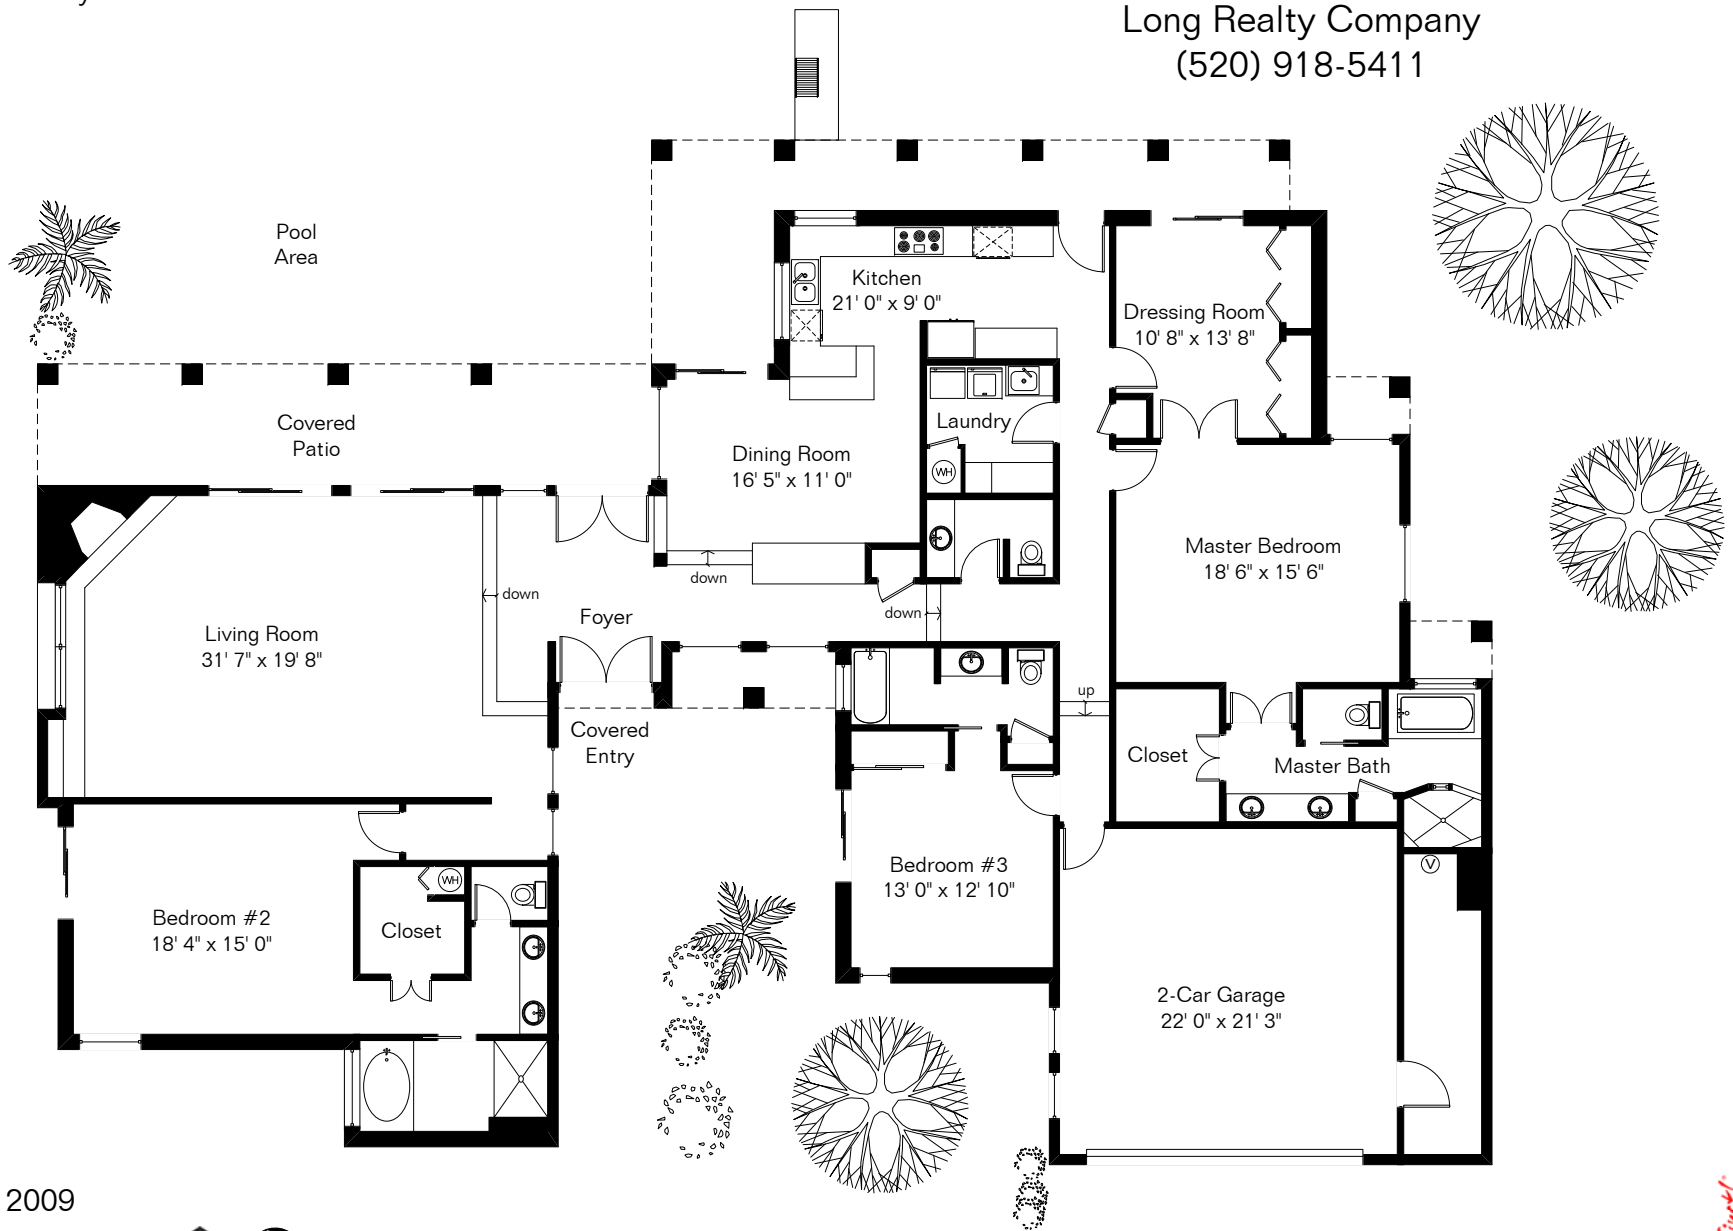 Long Realty Company
(520) 918-5411
Pool
Area
Kitchen
21' 0" x 9' 0"
Dressing Room
10' 8" x 13' 8"
Covered
Patio
Laundry
Dining Room
16' 5" x 11' 0"
WH
Master Bedroom
18' 6" x 15' 6"
down
down
down
Foyer
Living Room
31' 7" x 19' 8"
up
Covered
Entry
Closet
Master Bath
Bedroom #3
13' 0" x 12' 10"
V
WH
Bedroom #2
18' 4" x 15' 0"
Closet
2-Car Garage
22' 0" x 21' 3"
2009